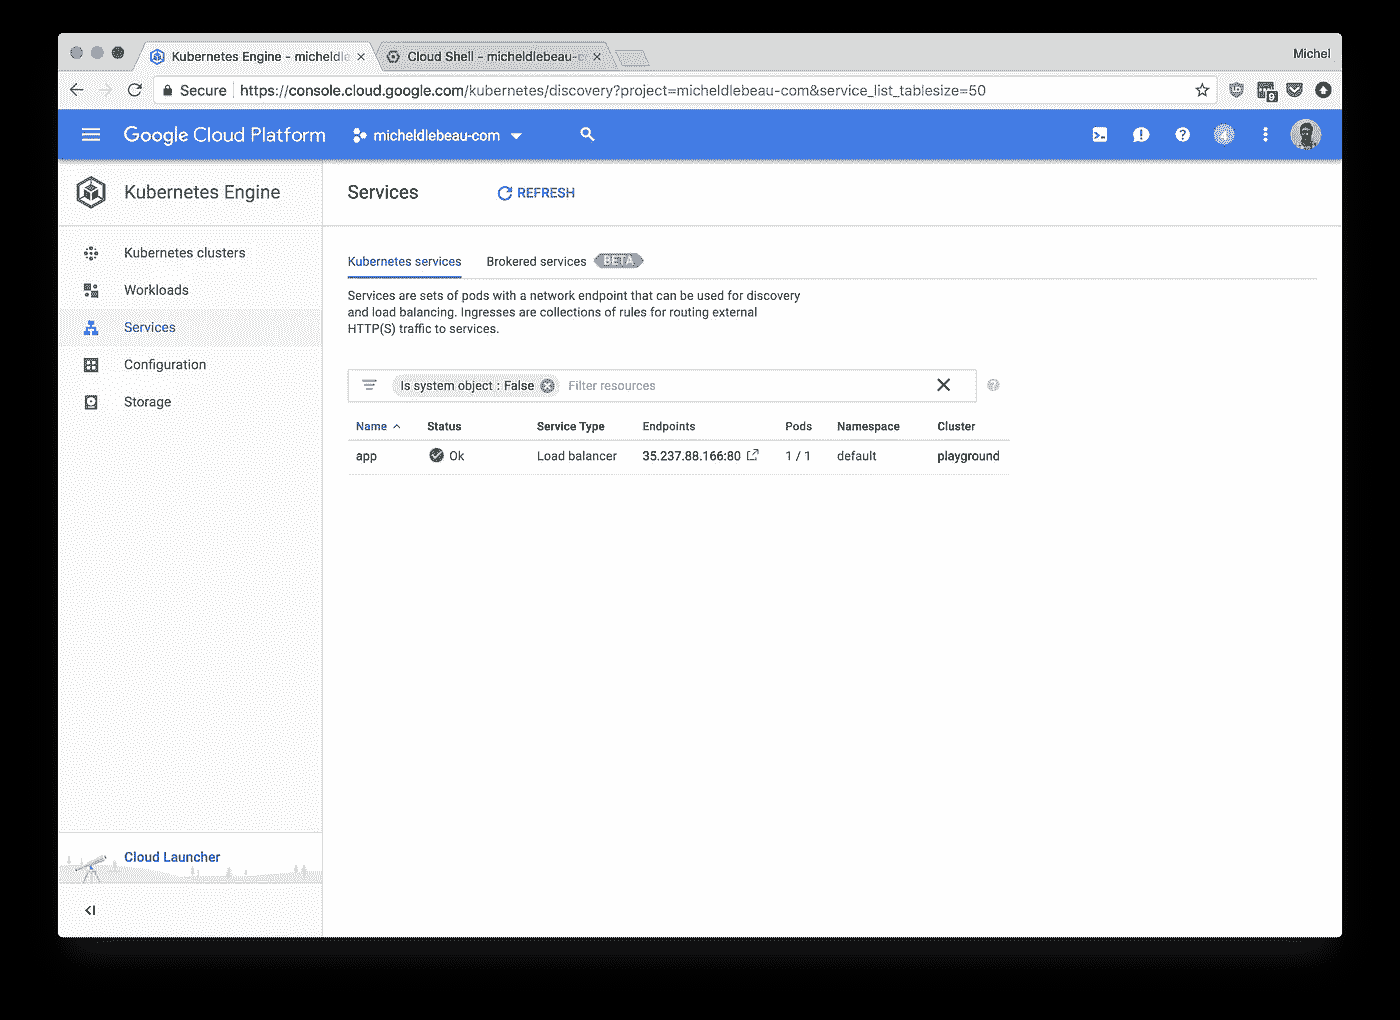 Kubernetes Engine - micheldle
Cloud Shell - micheldlebeau-c
Michel
Secure
https://console.cloud.google.com/kubernetes/discovery?project=micheldlebeau-com&service_list_tablesize=50
9
Google Cloud Platform
micheldlebeau-com
4
Kubernetes Engine
Services
REFRESH
Kubernetes clusters
Workloads
Services
Configuration
Storage
Kubernetes services
Brokered services
BETA
Services are sets of pods with a network endpoint that can be used for discovery
and load balancing. Ingresses are collections of rules for routing external
HTTP(S) traffic to services.
Is system object : False
Filter resources
Name Status Service Type Endpoints Pods Namespace Cluster
app Ok Load balancer 35.237.88.166:80 1 / 1 default playground
Cloud Launcher